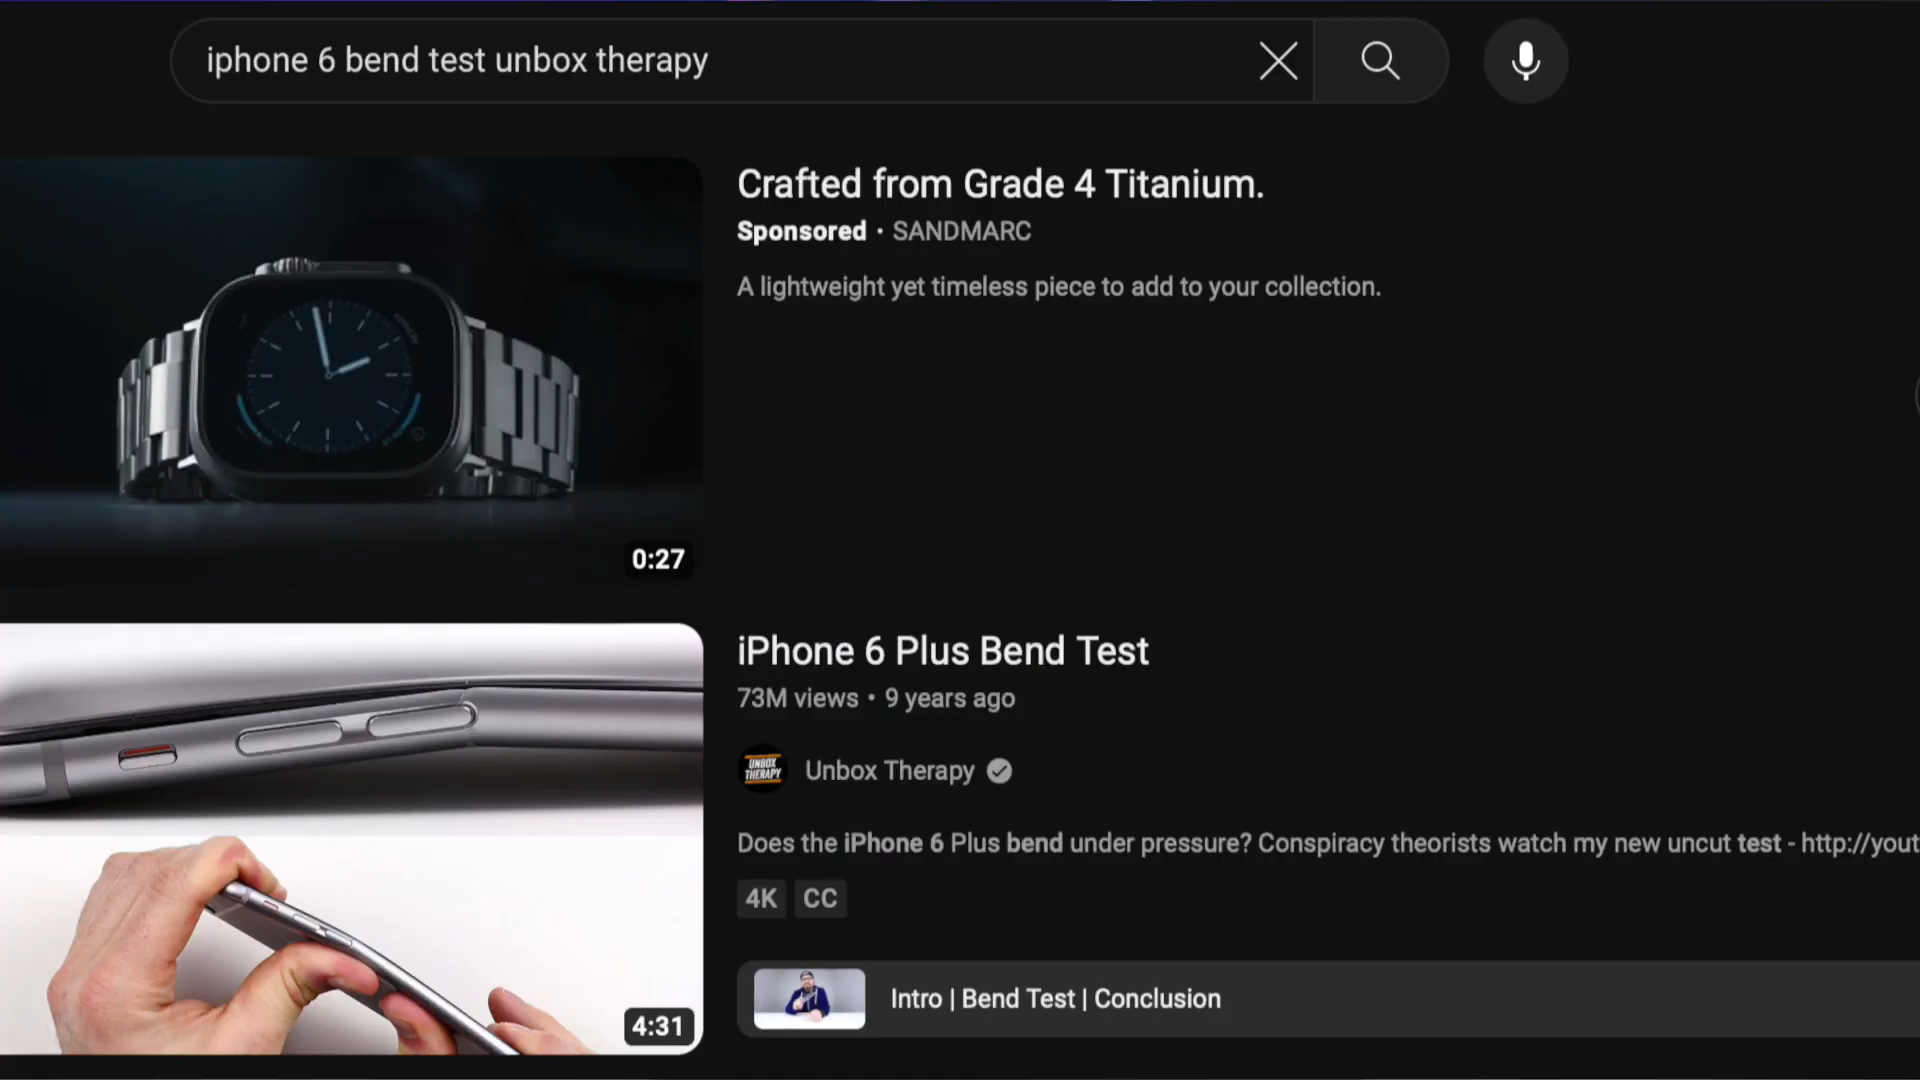 iphone 6 bend test unbox therapy
Crafted from Grade 4 Titanium.
Sponsored • SANDMARC
A lightweight yet timeless piece to add to your collection.
0:27
iPhone 6 Plus Bend Test
73M views • 9 years ago
UNBOX
THERAPY
Unbox Therapy
Does the iPhone 6 Plus bend under pressure? Conspiracy theorists watch my new uncut test - http://yout
4K CC
4:31
Intro | Bend Test | Conclusion